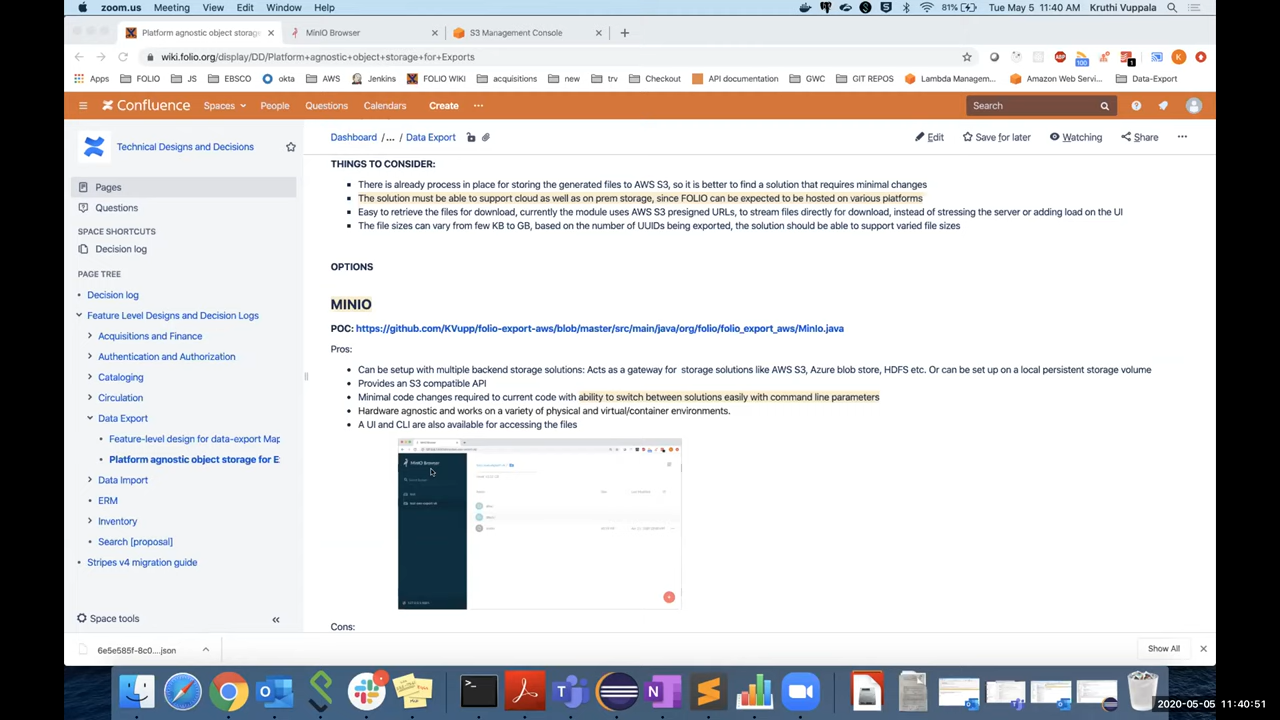 zoom.us Meeting View Edit Window Help 81% Tue May 5 11:40 AM Kruthi Vuppala
Platform agnostic object storage × MinIO Browser × S3 Management Console × +
wiki.folio.org/display/DD/Platform+agnostic+object+storage+for+Exports
Apps FOLIO JS EBSCO okta AWS Jenkins FOLIO WIKI acquisitions new trv Checkout API documentation GWC GIT REPOS Lambda Managem... Amazon Web Servi... Data-Export
Confluence Spaces People Questions Calendars Create ••• Search
Technical Designs and Decisions
Pages
Questions
SPACE SHORTCUTS
Decision log
PAGE TREE
Decision log
Feature Level Designs and Decision Logs
Acquisitions and Finance
Authentication and Authorization
Cataloging
Circulation
Data Export
Feature-level design for data-export Map
Platform agnostic object storage for E
Data Import
ERM
Inventory
Search [proposal]
Stripes v4 migration guide
Space tools
Dashboard /... / Data Export Edit Save for later Watching Share •••
THINGS TO CONSIDER:
There is already process in place for storing the generated files to AWS S3, so it is better to find a solution that requires minimal changes
The solution must be able to support cloud as well as on prem storage, since FOLIO can be expected to be hosted on various platforms
Easy to retrieve the files for download, currently the module uses AWS S3 presigned URLs, to stream files directly for download, instead of stressing the server or adding load on the UI
The file sizes can vary from few KB to GB, based on the number of UUIDs being exported, the solution should be able to support varied file sizes
OPTIONS
MINIO
POC: https://github.com/KVupp/folio-export-aws/blob/master/src/main/java/org/folio/folio_export_aws/MinIo.java
Pros:
Can be setup with multiple backend storage solutions: Acts as a gateway for storage solutions like AWS S3, Azure blob store, HDFS etc. Or can be set up on a local persistent storage volume
Provides an S3 compatible API
Minimal code changes required to current code with ability to switch between solutions easily with command line parameters
Hardware agnostic and works on a variety of physical and virtual/container environments.
A UI and CLI are also available for accessing the files
MinIO Browser
Cons:
6e5e585f-8c0....json Show All
2020-05-05 11:40:51